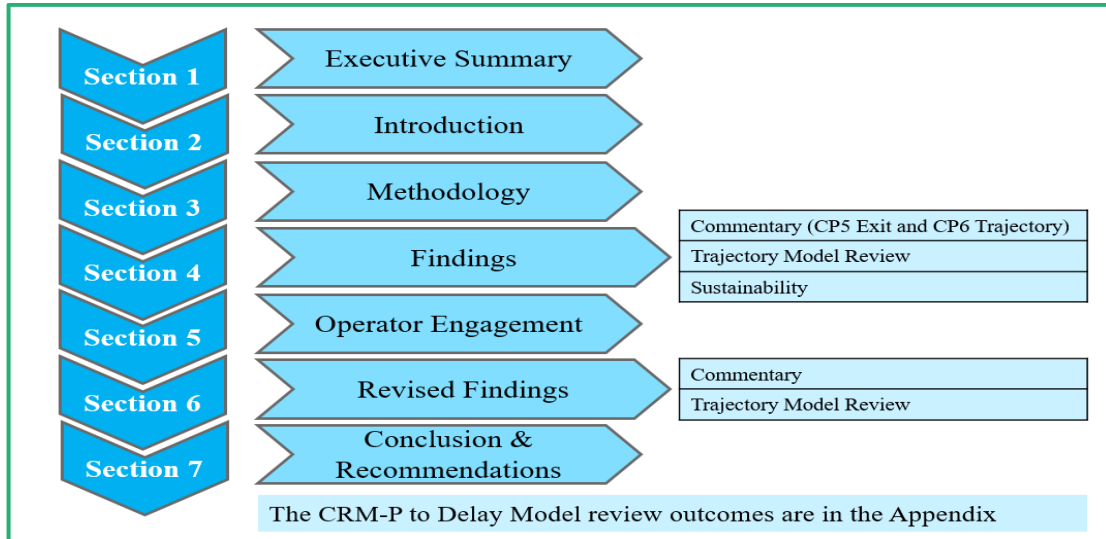 Section 1
Executive Summary
Section 2
Introduction
Section 3
Methodology
Section 4
Findings
Commentary (CP5 Exit and CP6 Trajectory)
Trajectory Model Review
Sustainability
Section 5
Operator Engagement
Section 6
Revised Findings
Commentary
Trajectory Model Review
Section 7
Conclusion &
Recommendations
The CRM-P to Delay Model review outcomes are in the Appendix